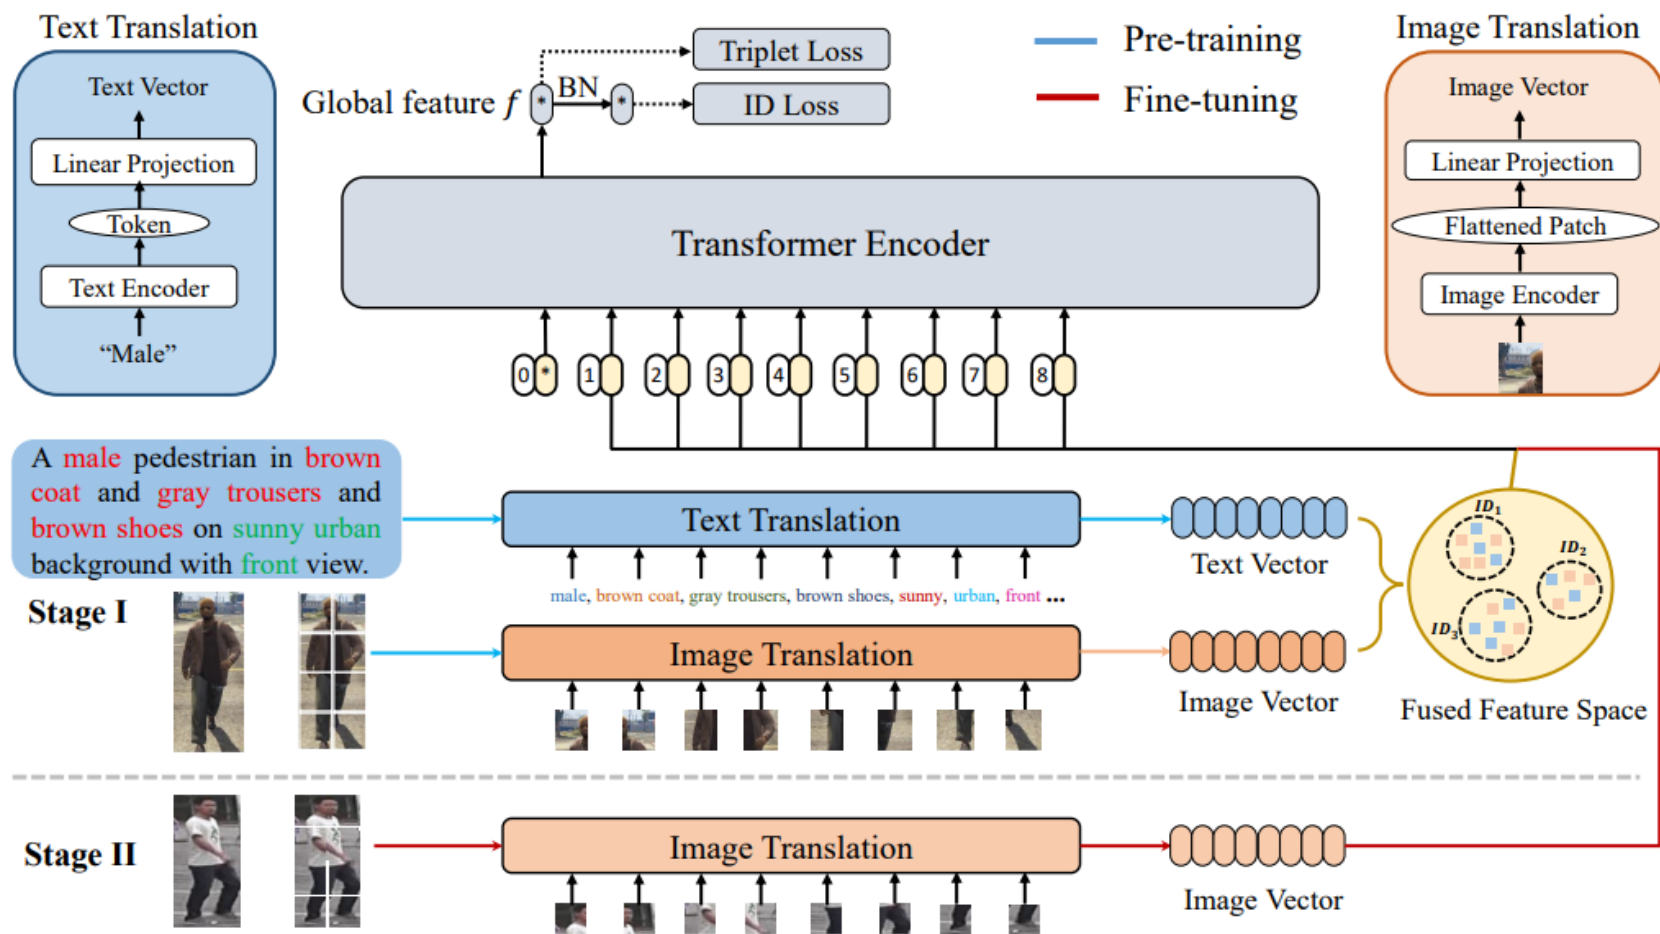 Text Translation
Text Vector
Linear Projection
Token
Text Encoder
“Male”
Triplet Loss
BN
Global feature f * *
ID Loss
Pre-training
Fine-tuning
Image Translation
Image Vector
Linear Projection
Flattened Patch
Image Encoder
Transformer Encoder
0 * 1 2 3 4 5 6 7 8
A male pedestrian in brown
coat and gray trousers and
brown shoes on sunny urban
background with front view.
Text Translation
Text Vector
male, brown coat, gray trousers, brown shoes, sunny, urban, front ...
Stage I
Image Translation
Image Vector
ID1
ID2
ID3
Fused Feature Space
Stage II
Image Translation
Image Vector